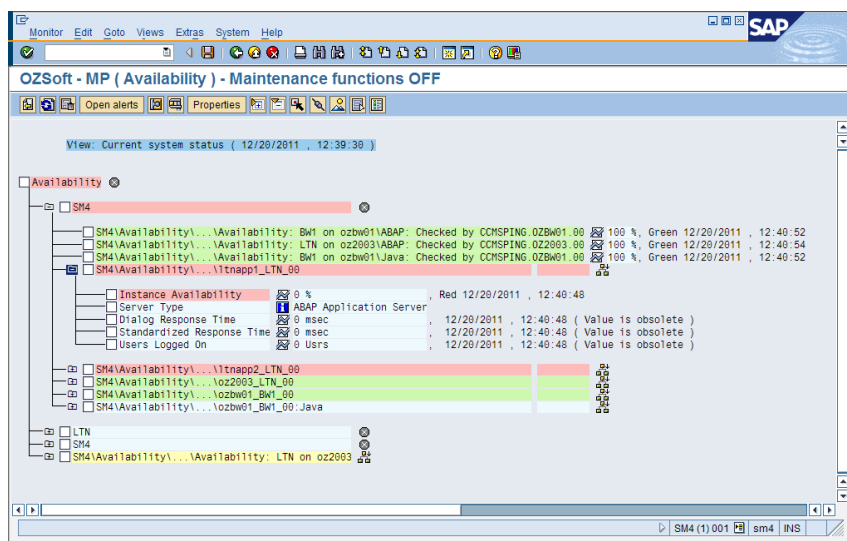 Monitor Edit Goto Views Extras System Help
SAP
OZSoft - MP ( Availability ) - Maintenance functions OFF
Open alerts Properties
View: Current system status ( 12/20/2011 , 12:39:30 )
Availability
SM4
SM4\Availability\...\Availability: BW1 on ozbw01\ABAP: Checked by CCMSPING.OZBW01.00 100 %, Green 12/20/2011 , 12:40:52
SM4\Availability\...\Availability: LTN on oz2003\ABAP: Checked by CCMSPING.OZ2003.00 100 %, Green 12/20/2011 , 12:40:54
SM4\Availability\...\Availability: BW1 on ozbw01\Java: Checked by CCMSPING.OZBW01.00 100 %, Green 12/20/2011 , 12:40:52
SM4\Availability\...\ltnapp1_LTN_00
Instance Availability 0 % , Red 12/20/2011 , 12:40:48
Server Type ABAP Application Server
Dialog Response Time 0 msec , 12/20/2011 , 12:40:48 ( Value is obsolete )
Standardized Response Time 0 msec , 12/20/2011 , 12:40:48 ( Value is obsolete )
Users Logged On 0 Usrs , 12/20/2011 , 12:40:48 ( Value is obsolete )
SM4\Availability\...\ltnapp2_LTN_00
SM4\Availability\...\oz2003_LTN_00
SM4\Availability\...\ozbw01_BW1_00
SM4\Availability\...\ozbw01_BW1_00:Java
LTN
SM4
SM4\Availability\...\Availability: LTN on oz2003
SM4 (1) 001 sm4 INS